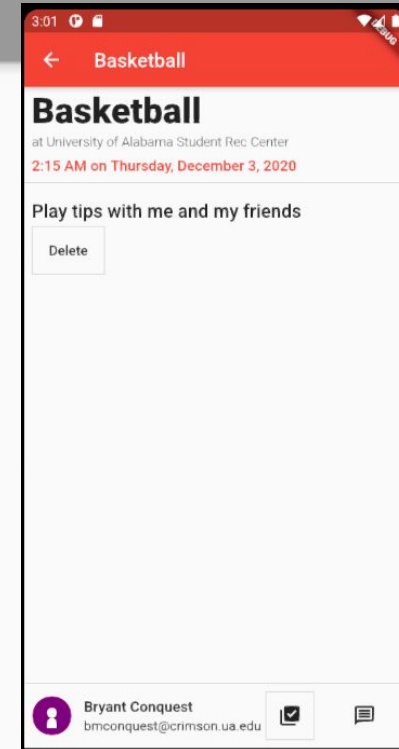 3:01
DEBUG
Basketball
Basketball
at University of Alabama Student Rec Center
2:15 AM on Thursday, December 3, 2020
Play tips with me and my friends
Delete
Bryant Conquest
bmconquest@crimson.ua.edu